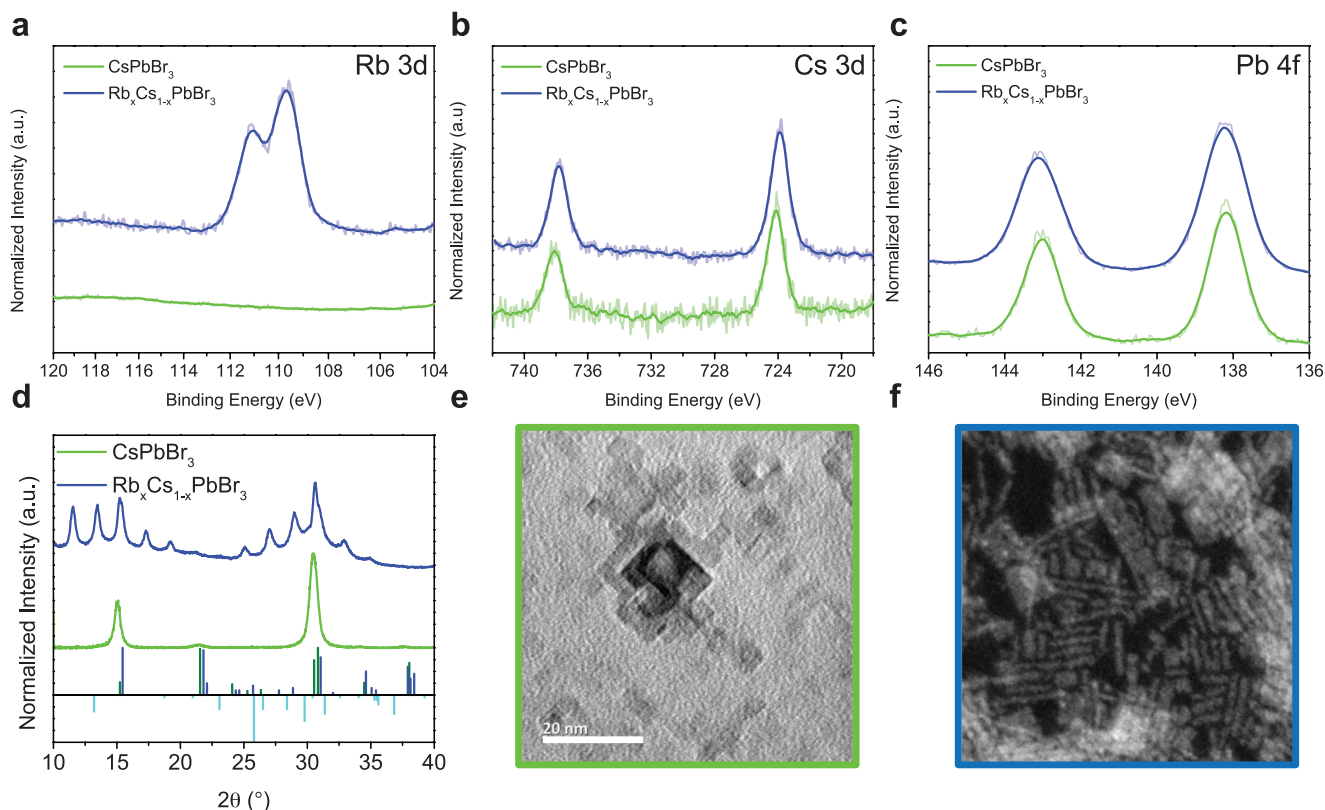 a
Rb 3d
CsPbBr₃
RbₓCs₁₋ₓPbBr₃
Normalized Intensity (a.u.)
120 118 116 114 112 110 108 106 104
Binding Energy (eV)
b
Cs 3d
CsPbBr₃
RbₓCs₁₋ₓPbBr₃
Normalized Intensity (a.u)
740 736 732 728 724 720
Binding Energy (eV)
c
Pb 4f
CsPbBr₃
RbₓCs₁₋ₓPbBr₃
Normalized Intensity (a.u.)
146 144 142 140 138 136
Binding Energy (eV)
d
CsPbBr₃
RbₓCs₁₋ₓPbBr₃
Normalized Intensity (a.u.)
10 15 20 25 30 35 40
2θ (°)
e
20 nm
f